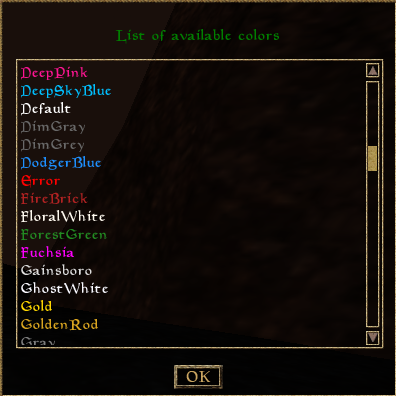 List of available colors
DeepPink
DeepSkyBlue
Default
DimGray
DimGrey
DodgerBlue
Error
FireBrick
FloralWhite
ForestGreen
Fuchsia
Gainsboro
GhostWhite
Gold
GoldenRod
Gray
OK